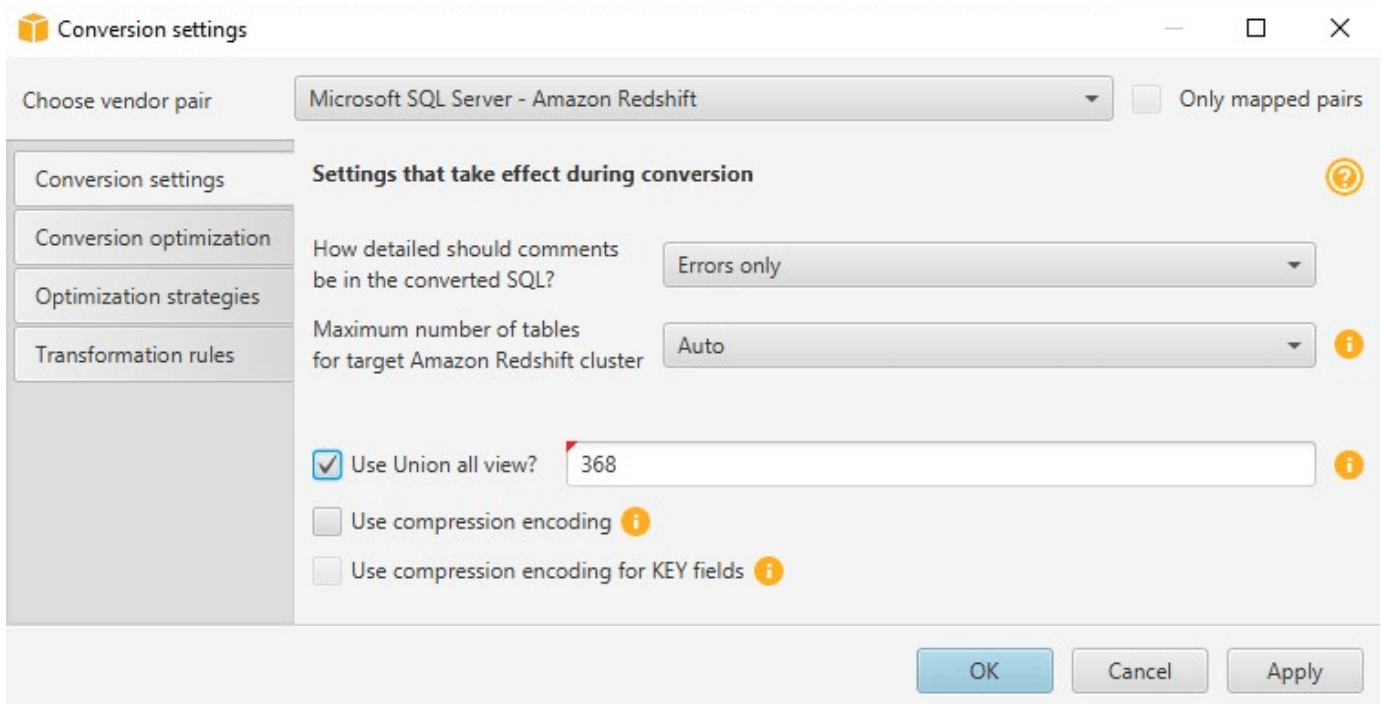 Conversion settings
Choose vendor pair
Microsoft SQL Server - Amazon Redshift
Only mapped pairs
Conversion settings
Conversion optimization
Optimization strategies
Transformation rules
Settings that take effect during conversion
How detailed should comments
be in the converted SQL?
Errors only
Maximum number of tables
for target Amazon Redshift cluster
Auto
Use Union all view?
368
Use compression encoding
Use compression encoding for KEY fields
OK
Cancel
Apply